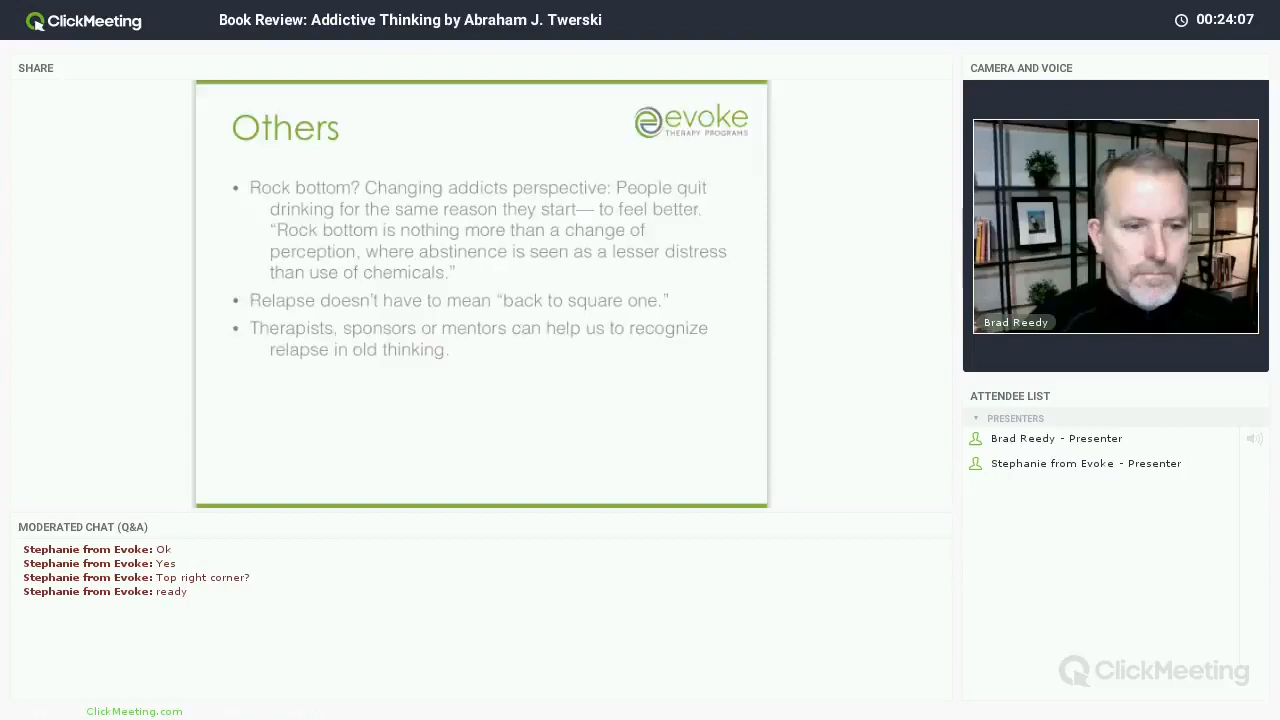 ClickMeeting
Book Review: Addictive Thinking by Abraham J. Twerski
00:24:07
SHARE
Others
evoke
THERAPY PROGRAMS
• Rock bottom? Changing addicts perspective: People quit
drinking for the same reason they start— to feel better.
“Rock bottom is nothing more than a change of
perception, where abstinence is seen as a lesser distress
than use of chemicals.”
• Relapse doesn’t have to mean “back to square one.”
• Therapists, sponsors or mentors can help us to recognize
relapse in old thinking.
CAMERA AND VOICE
Brad Reedy
ATTENDEE LIST
PRESENTERS
Brad Reedy - Presenter
Stephanie from Evoke - Presenter
MODERATED CHAT (Q&A)
Stephanie from Evoke: Ok
Stephanie from Evoke: Yes
Stephanie from Evoke: Top right corner?
Stephanie from Evoke: ready
ClickMeeting
ClickMeeting.com